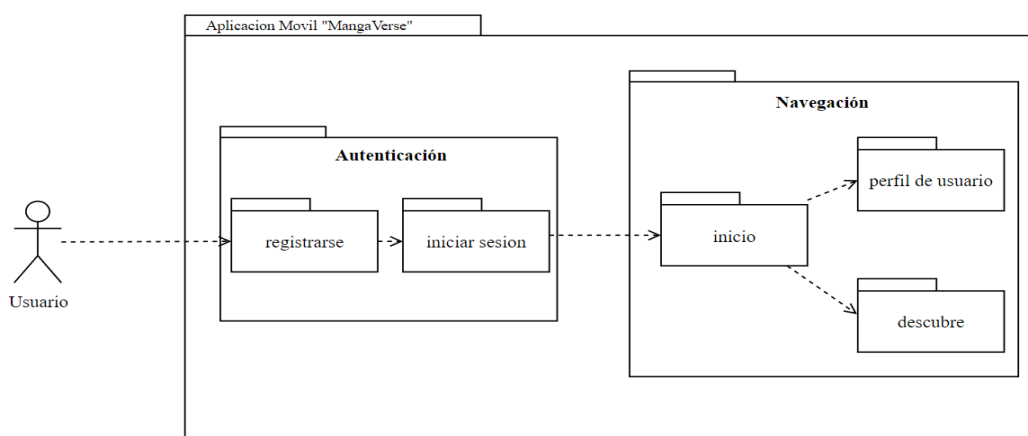 Aplicacion Movil "MangaVerse"
Navegación
Autenticación
perfil de usuario
registrarse
iniciar sesion
inicio
Usuario
descubre